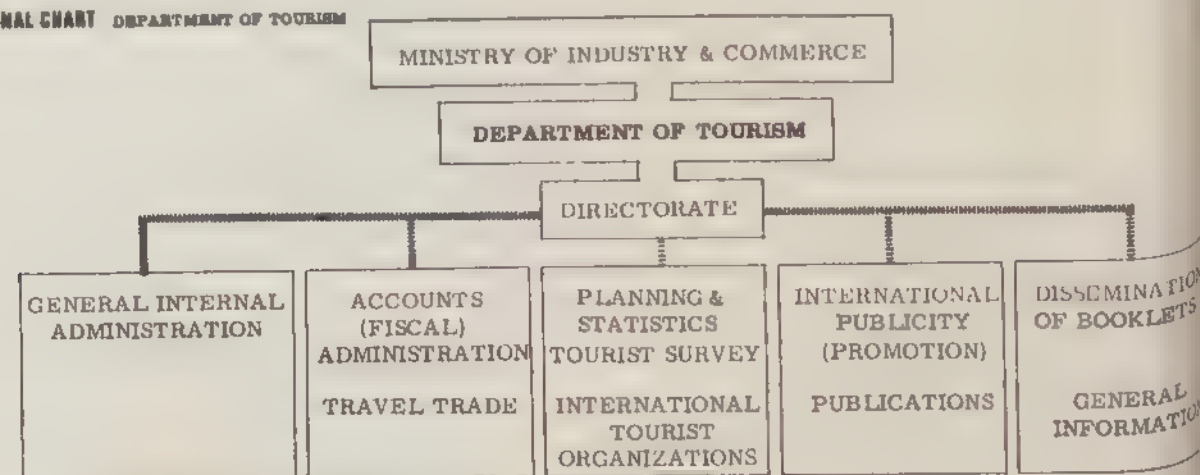 NAL CHART DEPARTMENT OF TOURISM
MINISTRY OF INDUSTRY & COMMERCE
DEPARTMENT OF TOURISM
DIRECTORATE
GENERAL INTERNAL
ADMINISTRATION
ACCOUNTS
(FISCAL)
ADMINISTRATION
TRAVEL TRADE
PLANNING &
STATISTICS
TOURIST SURVEY
INTERNATIONAL
TOURIST
ORGANIZATIONS
INTERNATIONAL
PUBLICITY
(PROMOTION)
PUBLICATIONS
DISSEMINATION
OF BOOKLETS
GENERAL
INFORMATION